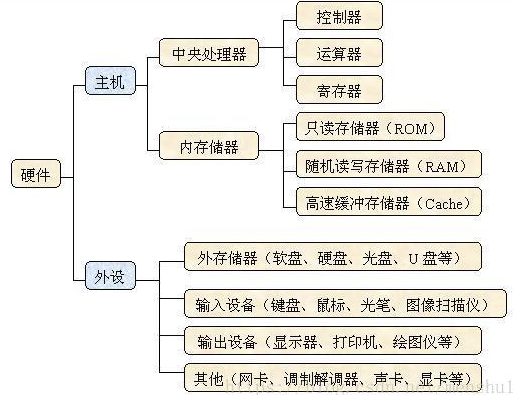 硬件
主机
中央处理器
控制器
运算器
寄存器
内存储器
只读存储器（ROM）
随机读写存储器（RAM）
高速缓冲存储器（Cache）
外设
外存储器（软盘、硬盘、光盘、U 盘等）
输入设备（键盘、鼠标、光笔、图像扫描仪）
输出设备（显示器、打印机、绘图仪等）
其他（网卡、调制解调器、声卡、显卡等）